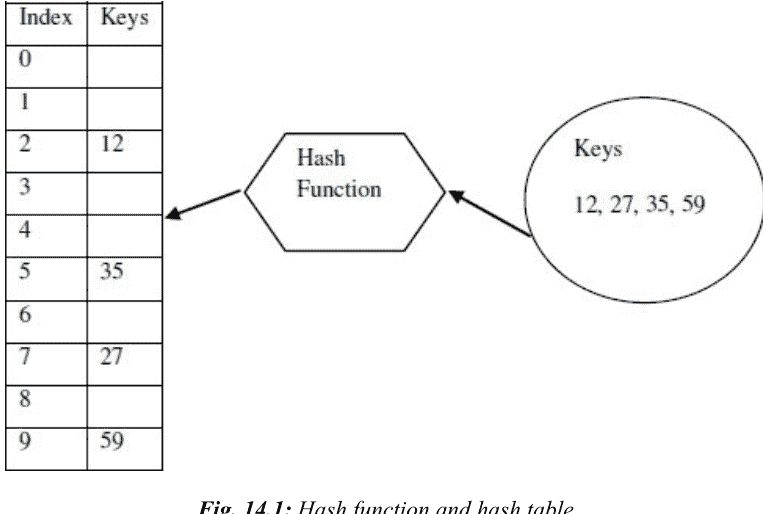 Index Keys
0
1
2 12
3
4
5 35
6
7 27
8
9 59
Hash
Function
Keys
12, 27, 35, 59
Fig. 14.1: Hash function and hash table